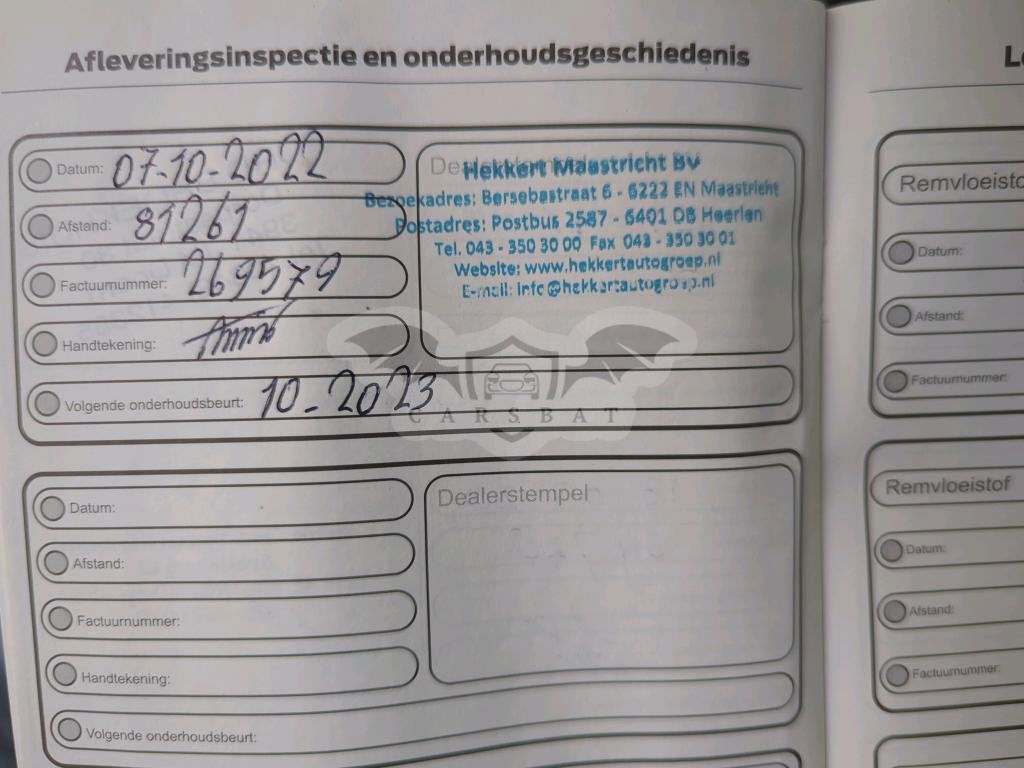 Afleveringsinspectie en onderhoudsgeschiedenis
Datum: 07-10-2022
Afstand: 81261
Factuurnummer: 269579
Handtekening:
Volgende onderhoudsbeurt: 10-2023
Hekkert Maastricht BV
Bezoekadres: Bersebastraat 6 - 6222 EN Maastricht
Postadres: Postbus 2587 - 6401 DB Heerlen
Tel. 043 - 350 30 00 Fax 043 - 350 30 01
Website: www.hekkertautogroep.nl
E-mail: info@hekkertautogroep.nl
CARSBAT
Datum:
Afstand:
Factuurnummer:
Handtekening:
Volgende onderhoudsbeurt:
Dealerstempel
Remvloeisto
Datum:
Afstand:
Factuurnummer:
Remvloeistof
Datum:
Afstand:
Factuurnummer: